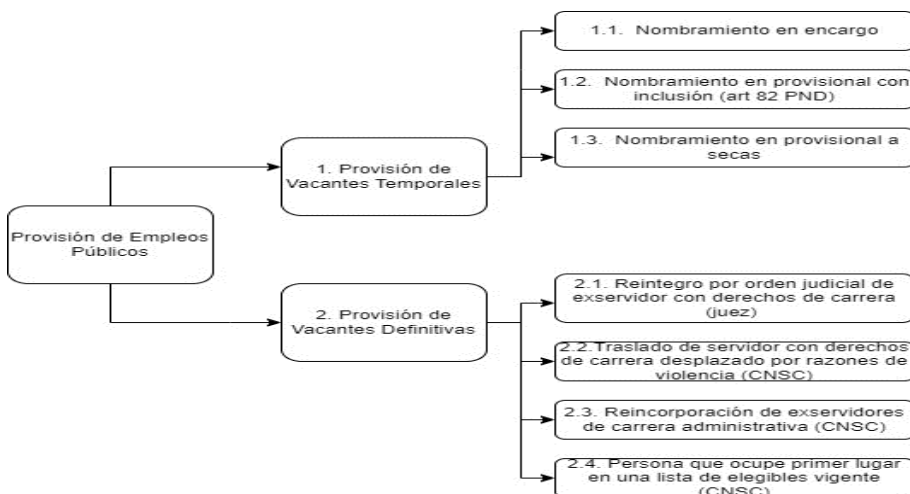 Provisión de Empleos
Públicos
1. Provisión de
Vacantes Temporales
1.1. Nombramiento en encargo
1.2. Nombramiento en provisional con
inclusión (art 82 PND)
1.3. Nombramiento en provisional a
secas
2. Provisión de
Vacantes Definitivas
2.1. Reintegro por orden judicial de
exservidor con derechos de carrera
(juez)
2.2.Traslado de servidor con derechos
de carrera desplazado por razones de
violencia (CNSC)
2.3. Reincorporación de exservidores
de carrera administrativa (CNSC)
2.4. Persona que ocupe primer lugar
en una lista de elegibles vigente
(CNSC)